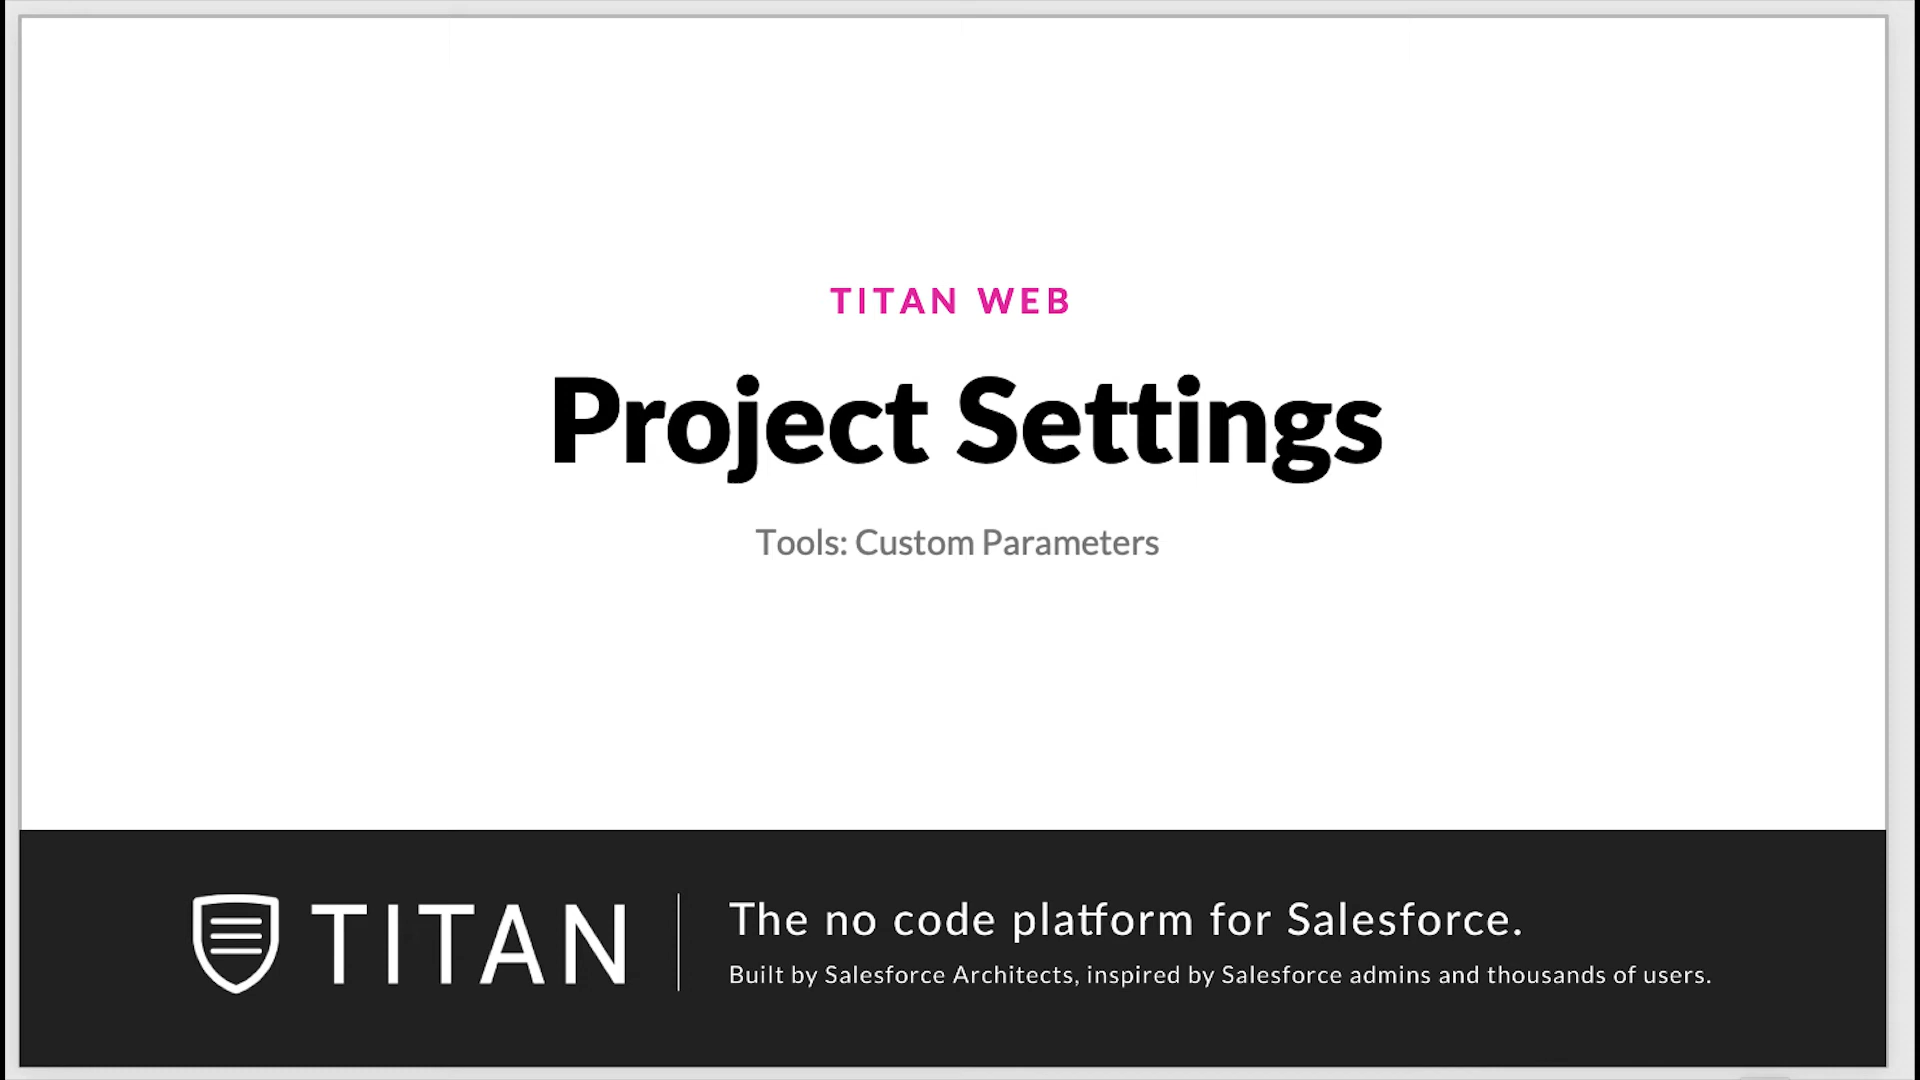 TITAN WEB
Project Settings
Tools: Custom Parameters
TITAN
The no code platform for Salesforce.
Built by Salesforce Architects, inspired by Salesforce admins and thousands of users.